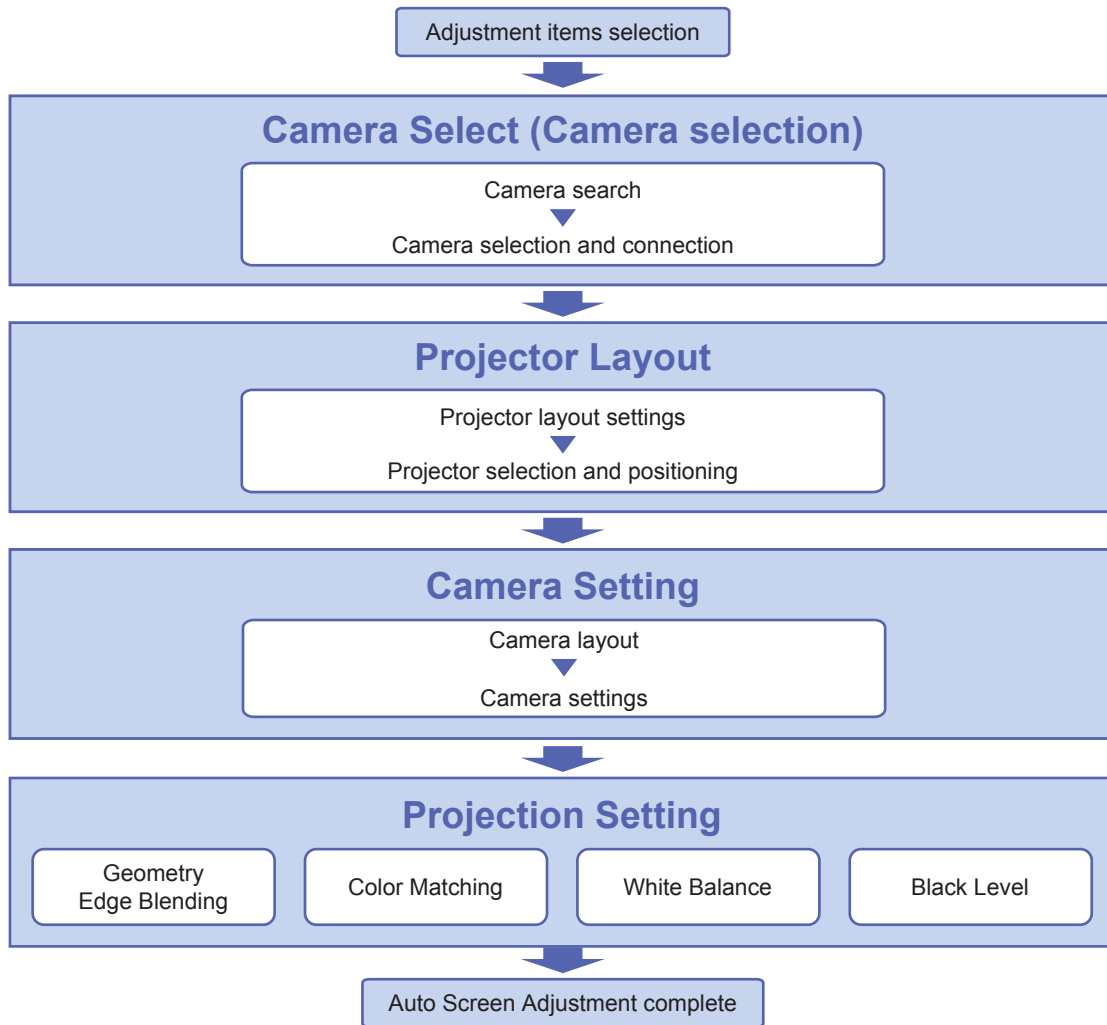 Adjustment items selection
Camera Select (Camera selection)
Camera search
Camera selection and connection
Projector Layout
Projector layout settings
Projector selection and positioning
Camera Setting
Camera layout
Camera settings
Projection Setting
Geometry
Edge Blending
Color Matching
White Balance
Black Level
Auto Screen Adjustment complete